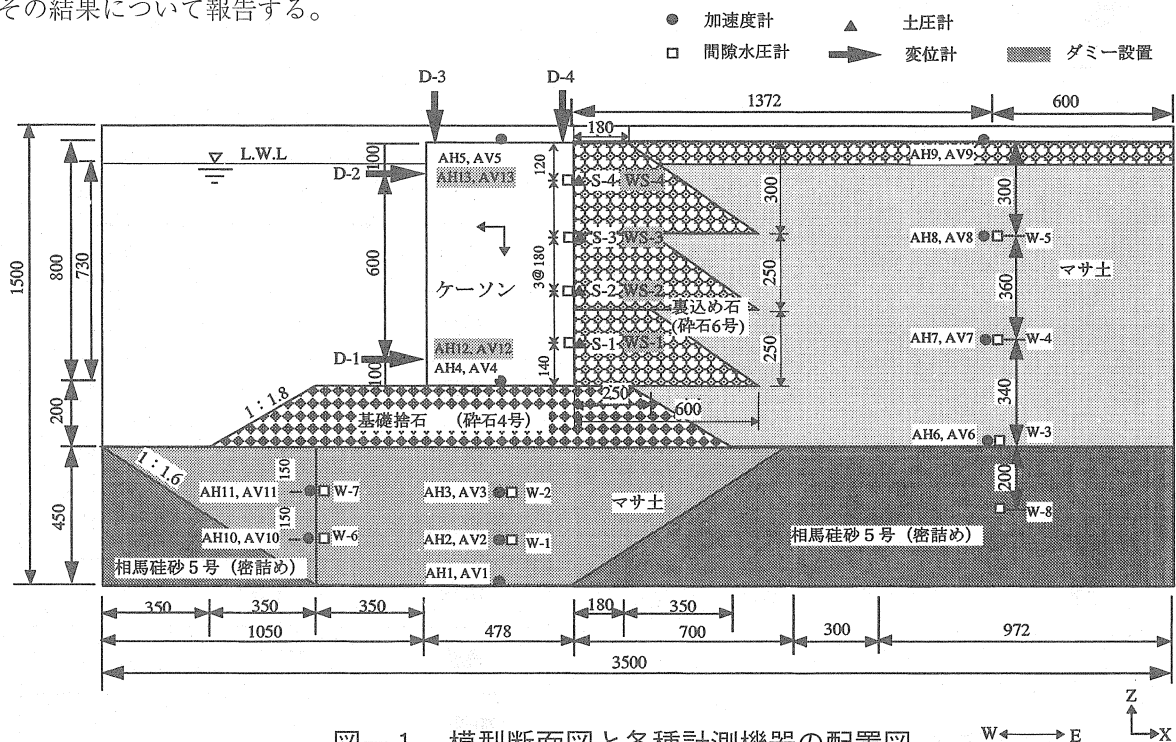 その結果について報告する。
加速度計
土圧計
間隙水圧計
変位計
ダミー設置
D-3
D-4
1372
600
180
L.W.L
100
AH5, AV5
AH13, AV13
D-2
120
S-4
WS-4
AH9, AV9
300
300
1500
800
730
600
ケーソン
3@180
S-3
WS-3
S-2
WS-2
裏込め石
(砕石6号)
250
AH8, AV8
W-5
マサ土
360
S-1
WS-1
250
AH7, AV7
W-4
AH12, AV12
D-1
AH4, AV4
100
140
340
200
1:1.8
基礎捨石 (砕石4号)
250
600
AH6, AV6
W-3
450
1:1.6
150
AH11, AV11
W-7
AH3, AV3
W-2
マサ土
200
W-8
150
AH10, AV10
W-6
AH2, AV2
W-1
相馬硅砂5号(密詰め)
相馬硅砂5号(密詰め)
AH1, AV1
350
350
350
180
350
1050
478
700
300
972
3500
図-1 模型断面図と各種計測機器の配置図
Z
W
E
X